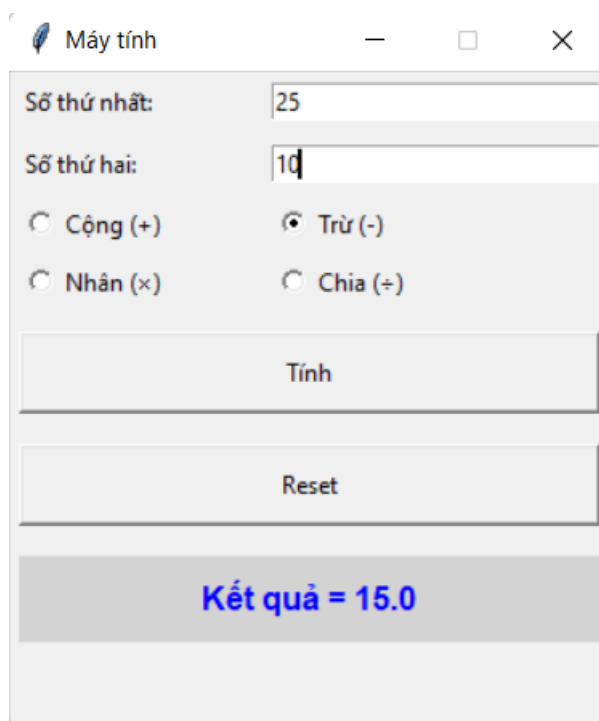 Máy tính
Số thứ nhất: 25
Số thứ hai: 10
Cộng (+) Trừ (-)
Nhân (×) Chia (÷)
Tính
Reset
Kết quả = 15.0